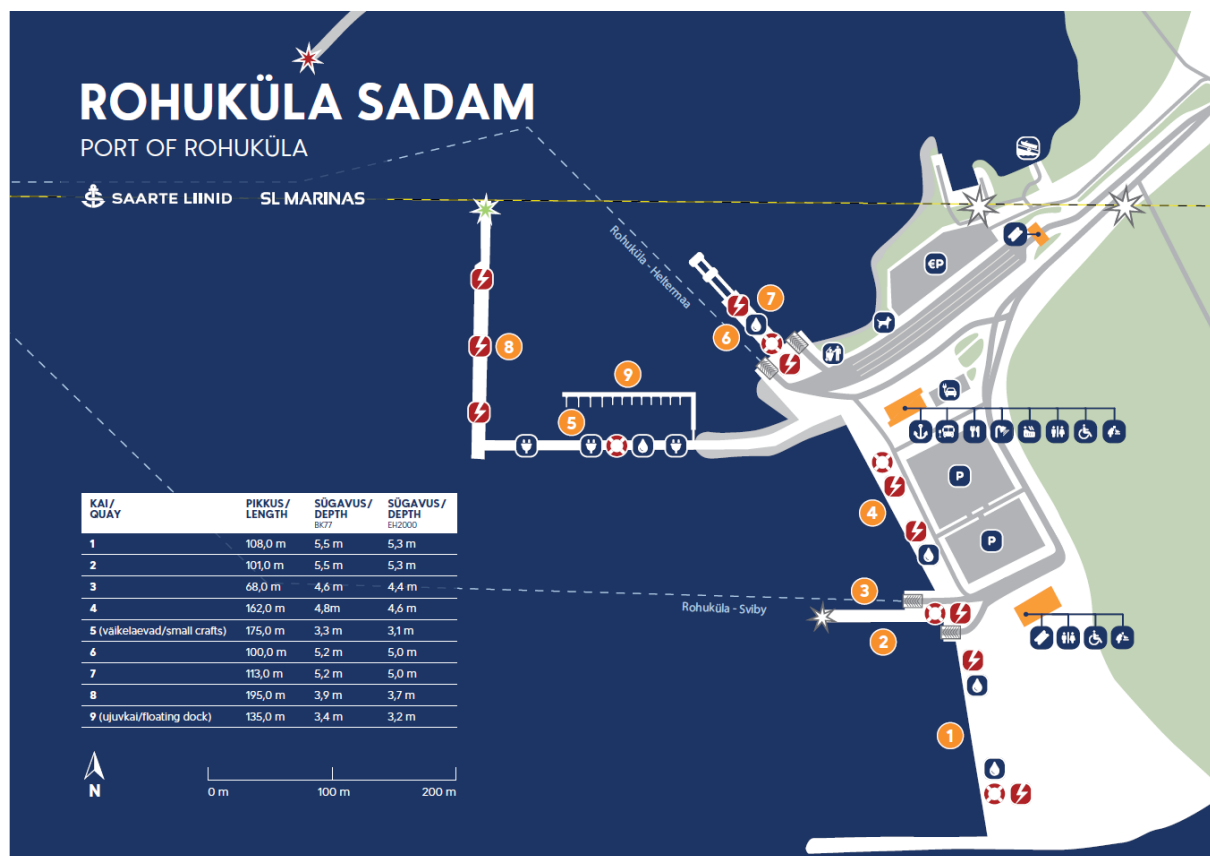 ROHUKÜLA SADAM
PORT OF ROHUKÜLA
SAARTE LIINID SL MARINAS
Rohuküla - Heltermaa
€P
7
6
8
9
5
P
4
P
3
Rohuküla - Sviby
2
1
KAI/ QUAY PIKKUS/ LENGTH SÜGAVUS/ DEPTH BK77 SÜGAVUS/ DEPTH EH2000
1 108,0 m 5,5 m 5,3 m
2 101,0 m 5,5 m 5,3 m
3 68,0 m 4,6 m 4,4 m
4 162,0 m 4,8m 4,6 m
5 (väikelaevad/small crafts) 175,0 m 3,3 m 3,1 m
6 100,0 m 5,2 m 5,0 m
7 113,0 m 5,2 m 5,0 m
8 195,0 m 3,9 m 3,7 m
9 (ujuvkai/floating dock) 135,0 m 3,4 m 3,2 m
N
0 m 100 m 200 m